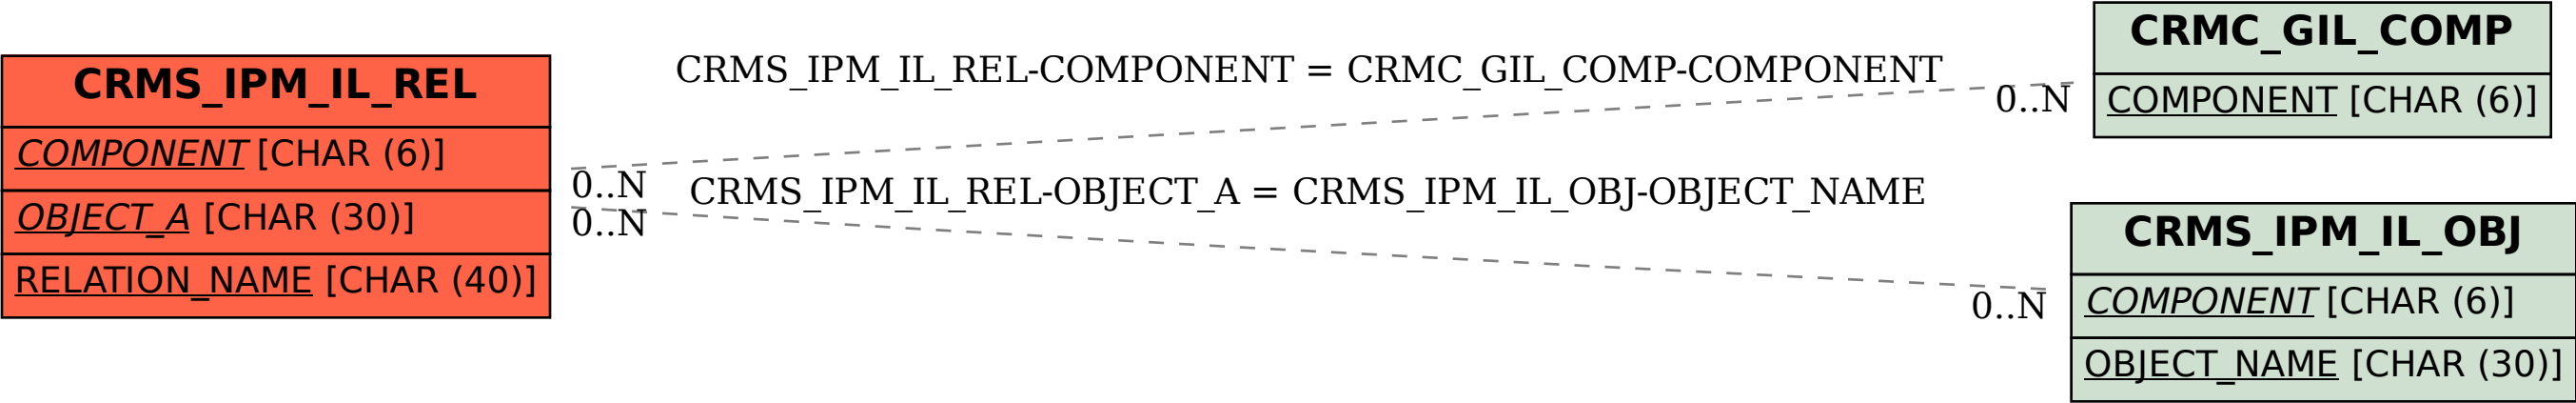 CRMS_IPM_IL_REL
COMPONENT [CHAR (6)]
OBJECT_A [CHAR (30)]
RELATION_NAME [CHAR (40)]
CRMS_IPM_IL_REL-COMPONENT = CRMC_GIL_COMP-COMPONENT
0..N
0..N
CRMS_IPM_IL_REL-OBJECT_A = CRMS_IPM_IL_OBJ-OBJECT_NAME
0..N
0..N
CRMC_GIL_COMP
COMPONENT [CHAR (6)]
CRMS_IPM_IL_OBJ
COMPONENT [CHAR (6)]
OBJECT_NAME [CHAR (30)]